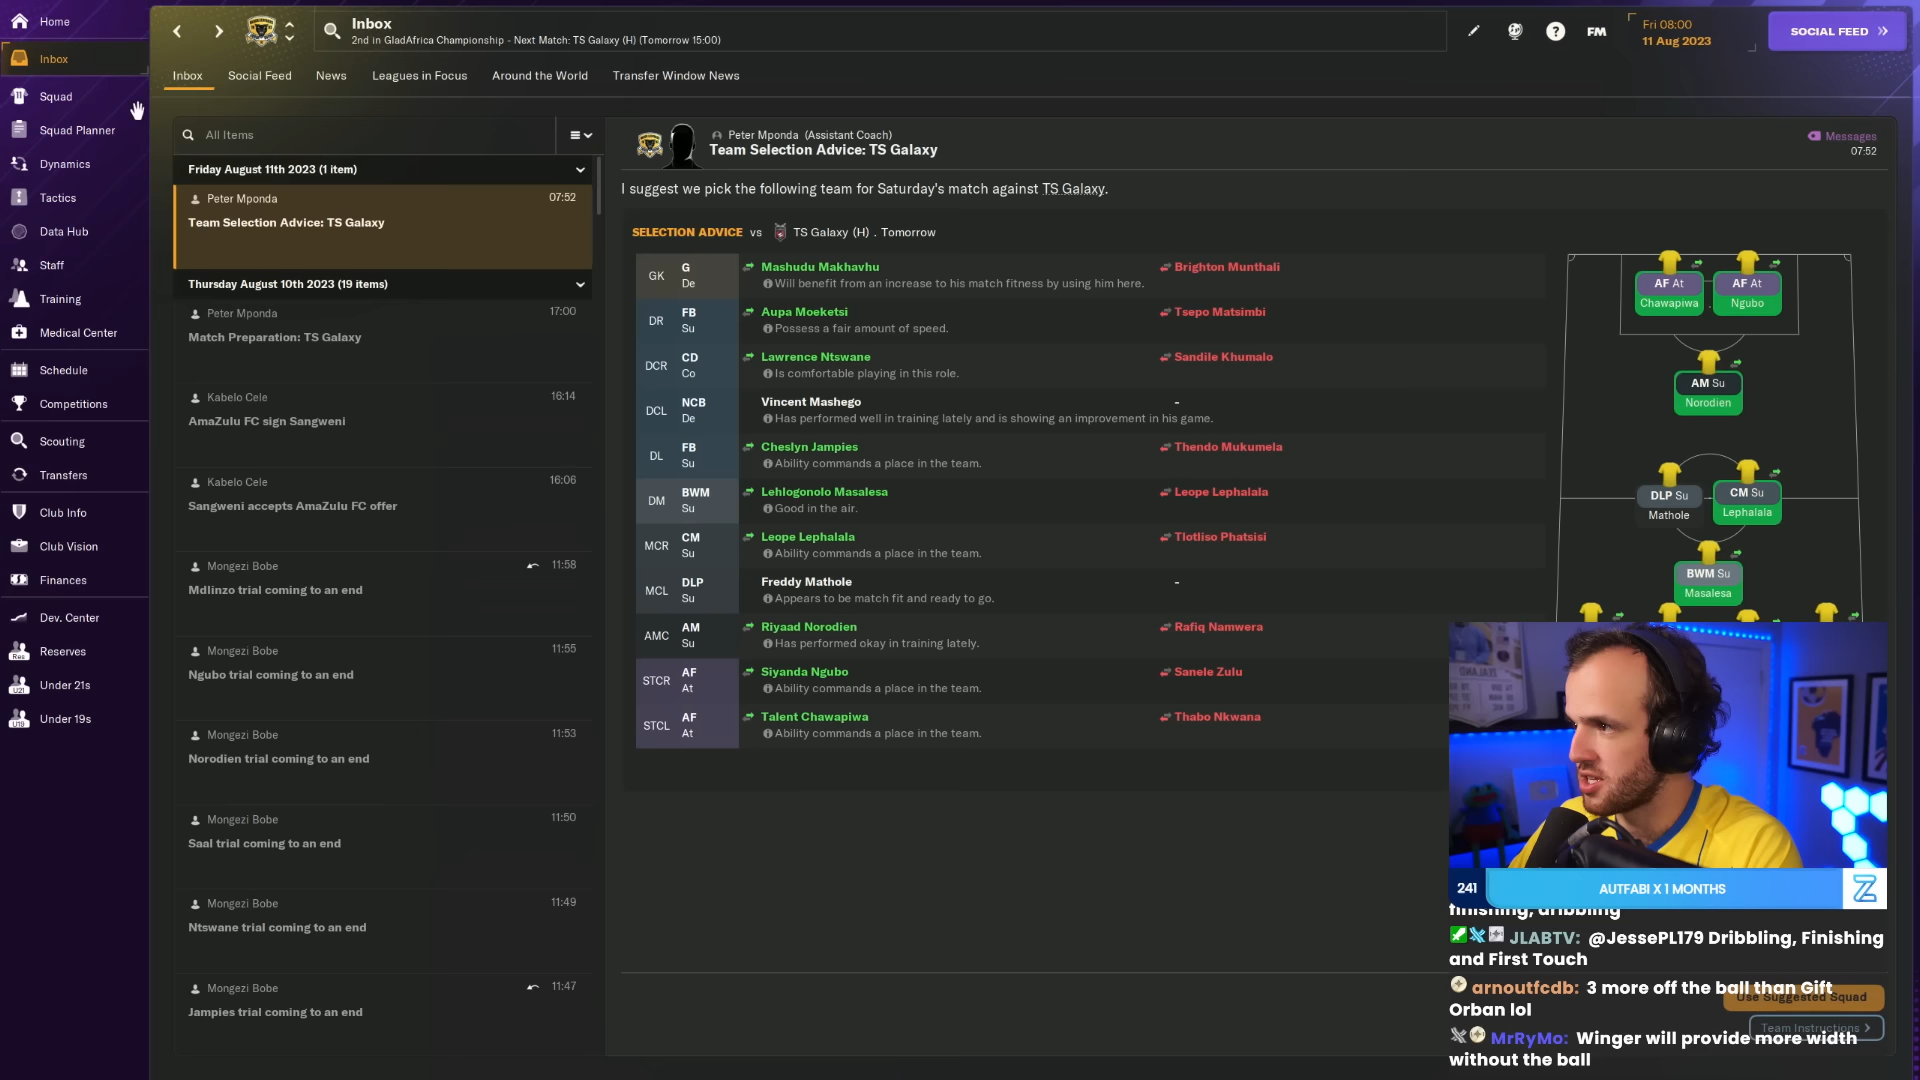 Home
Inbox
Squad
Squad Planner
Dynamics
Tactics
Data Hub
Staff
Training
Medical Center
Schedule
Competitions
Scouting
Transfers
Club Info
Club Vision
Finances
Dev. Center
Reserves
Under 21s
Under 19s
Inbox
2nd in GladAfrica Championship - Next Match: TS Galaxy (H) (Tomorrow 15:00)
FM
Fri 08:00
11 Aug 2023
SOCIAL FEED
Inbox Social Feed News Leagues in Focus Around the World Transfer Window News
All Items
Friday August 11th 2023 (1 item)
Peter Mponda 07:52
Team Selection Advice: TS Galaxy
Thursday August 10th 2023 (19 items)
Peter Mponda 17:00
Match Preparation: TS Galaxy
Kabelo Cele 16:14
AmaZulu FC sign Sangweni
Kabelo Cele 16:06
Sangweni accepts AmaZulu FC offer
Mongezi Bobe 11:58
Mdlinzo trial coming to an end
Mongezi Bobe 11:55
Ngubo trial coming to an end
Mongezi Bobe 11:53
Norodien trial coming to an end
Mongezi Bobe 11:50
Saal trial coming to an end
Mongezi Bobe 11:49
Ntswane trial coming to an end
Mongezi Bobe 11:47
Jampies trial coming to an end
Peter Mponda (Assistant Coach)
Team Selection Advice: TS Galaxy
Messages
07:52
I suggest we pick the following team for Saturday's match against TS Galaxy.
SELECTION ADVICE vs TS Galaxy (H) . Tomorrow
GK G De Mashudu Makhavhu Brighton Munthali
Will benefit from an increase to his match fitness by using him here.
DR FB Su Aupa Moeketsi Tsepo Matsimbi
Possess a fair amount of speed.
DCR CD Co Lawrence Ntswane Sandile Khumalo
Is comfortable playing in this role.
DCL NCB De Vincent Mashego -
Has performed well in training lately and is showing an improvement in his game.
DL FB Su Cheslyn Jampies Thendo Mukumela
Ability commands a place in the team.
DM BWM Su Lehlogonolo Masalesa Leope Lephalala
Good in the air.
MCR CM Su Leope Lephalala Tlotliso Phatsisi
Ability commands a place in the team.
MCL DLP Su Freddy Mathole -
Appears to be match fit and ready to go.
AMC AM Su Riyaad Norodien Rafiq Namwera
Has performed okay in training lately.
STCR AF At Siyanda Ngubo Sanele Zulu
Ability commands a place in the team.
STCL AF At Talent Chawapiwa Thabo Nkwana
Ability commands a place in the team.
AF At AF At
Chawapiwa Ngubo
AM Su
Norodien
DLP Su CM Su
Mathole Lephalala
BWM Su
Masalesa
241 AUTFABI X 1 MONTHS
finishing, dribbling
JLABTV: @JessePL179 Dribbling, Finishing
and First Touch
arnoutfcdb: 3 more off the ball than Gift
Orban lol
Use Suggested Squad
Team Instructions
MrRyMo: Winger will provide more width
without the ball